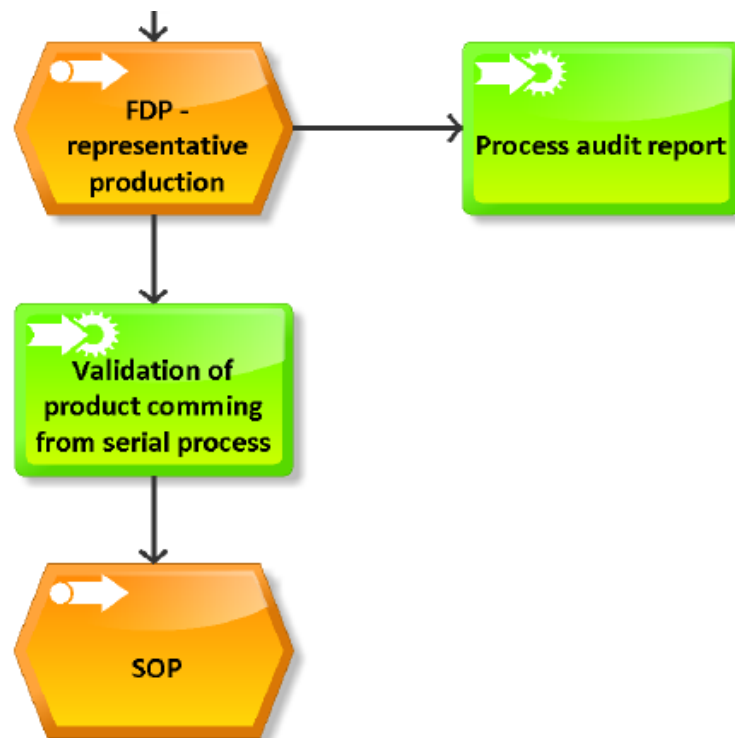 FDP -
representative
production
Process audit report
Validation of
product comming
from serial process
SOP